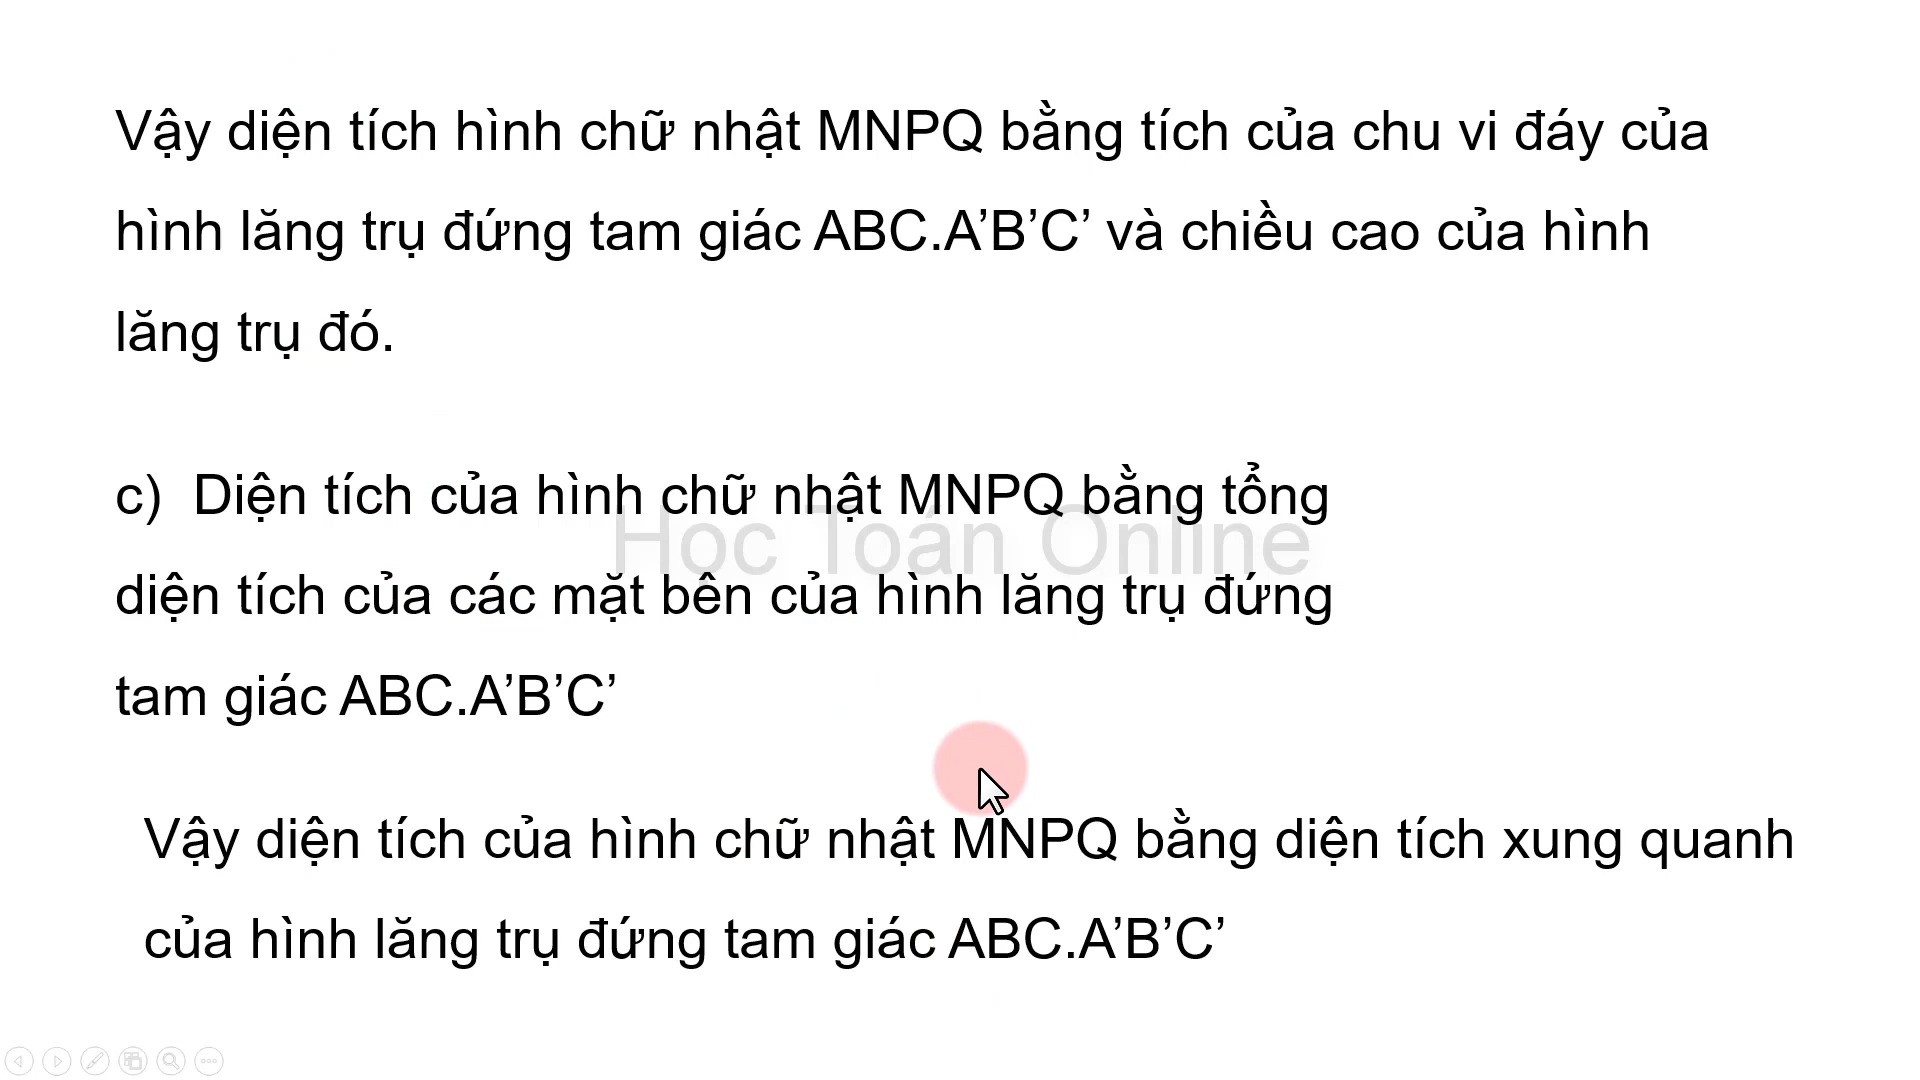 Vậy diện tích hình chữ nhật MNPQ bằng tích của chu vi đáy của
hình lăng trụ đứng tam giác ABC.A’B’C’ và chiều cao của hình
lăng trụ đó.
c) Diện tích của hình chữ nhật MNPQ bằng tổng
Học Toán Online
diện tích của các mặt bên của hình lăng trụ đứng
tam giác ABC.A’B’C’
Vậy diện tích của hình chữ nhật MNPQ bằng diện tích xung quanh
của hình lăng trụ đứng tam giác ABC.A’B’C’